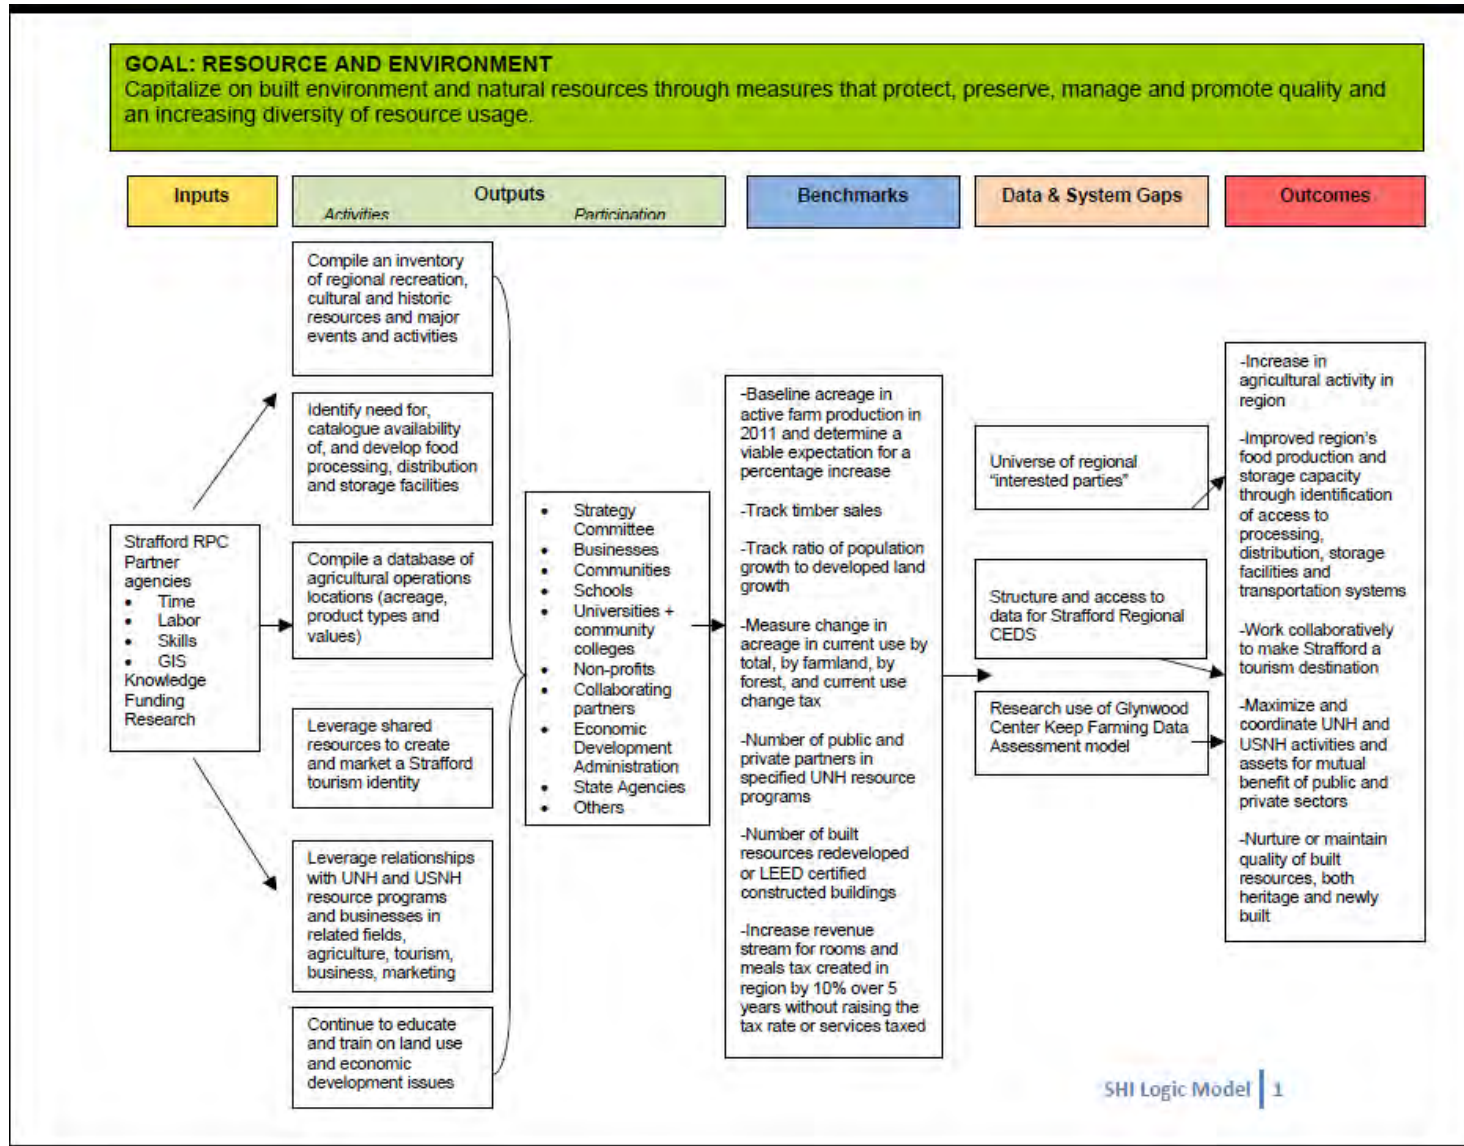 GOAL: RESOURCE AND ENVIRONMENT
Capitalize on built environment and natural resources through measures that protect, preserve, manage and promote quality and
an increasing diversity of resource usage.
Inputs
Outputs
Activities
Participation
Benchmarks
Data & System Gaps
Outcomes
Strafford RPC
Partner
agencies
• Time
• Labor
• Skills
• GIS
Knowledge
Funding
Research
Compile an inventory
of regional recreation,
cultural and historic
resources and major
events and activities
Identify need for,
catalogue availability
of, and develop food
processing, distribution
and storage facilities
Compile a database of
agricultural operations
locations (acreage,
product types and
values)
Leverage shared
resources to create
and market a Strafford
tourism identity
Leverage relationships
with UNH and USNH
resource programs
and businesses in
related fields,
agriculture, tourism,
business, marketing
Continue to educate
and train on land use
and economic
development issues
• Strategy
Committee
• Businesses
• Communities
• Schools
• Universities +
community
colleges
• Non-profits
• Collaborating
partners
• Economic
Development
Administration
• State Agencies
• Others
-Baseline acreage in
active farm production in
2011 and determine a
viable expectation for a
percentage increase
-Track timber sales
-Track ratio of population
growth to developed land
growth
-Measure change in
acreage in current use by
total, by farmland, by
forest, and current use
change tax
-Number of public and
private partners in
specified UNH resource
programs
-Number of built
resources redeveloped
or LEED certified
constructed buildings
-Increase revenue
stream for rooms and
meals tax created in
region by 10% over 5
years without raising the
tax rate or services taxed
Universe of regional
"interested parties"
Structure and access to
data for Strafford Regional
CEDS
Research use of Glynwood
Center Keep Farming Data
Assessment model
-Increase in
agricultural activity in
region
-Improved region's
food production and
storage capacity
through identification
of access to
processing,
distribution, storage
facilities and
transportation systems
-Work collaboratively
to make Strafford a
tourism destination
-Maximize and
coordinate UNH and
USNH activities and
assets for mutual
benefit of public and
private sectors
-Nurture or maintain
quality of built
resources, both
heritage and newly
built
SHI Logic Model | 1